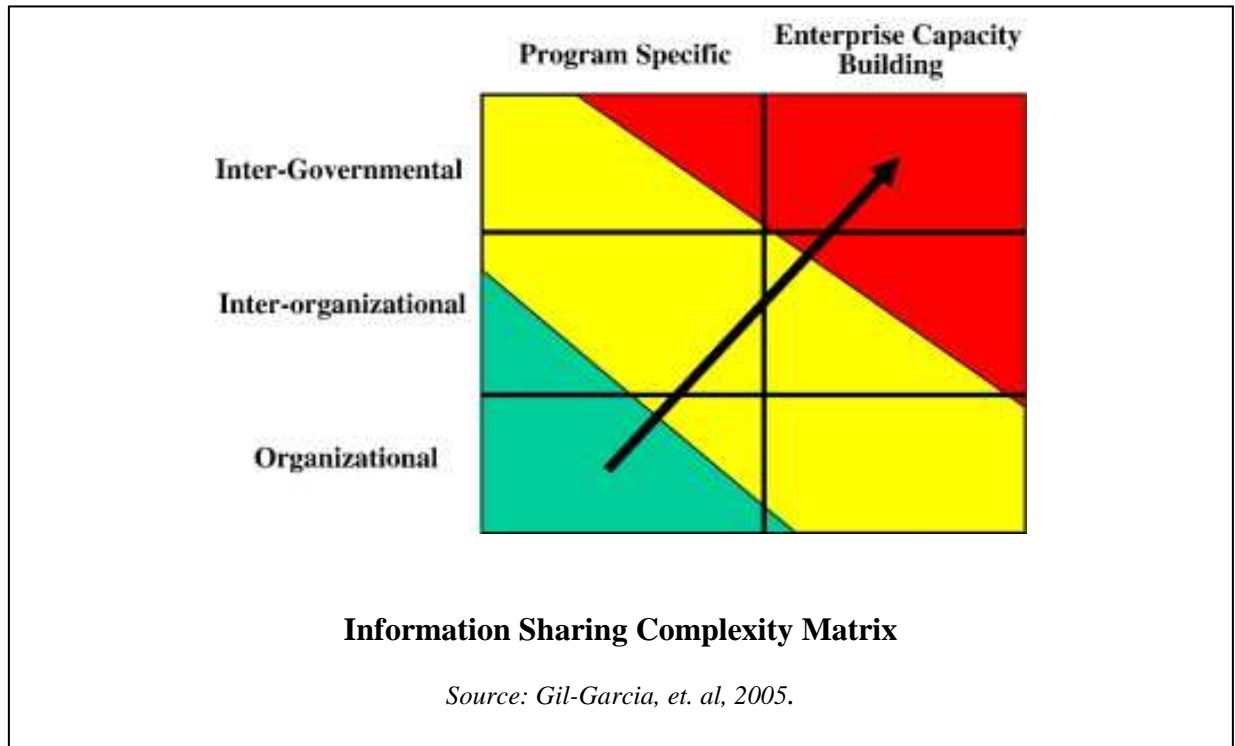 Program Specific
Enterprise Capacity
Building
Inter-Governmental
Inter-organizational
Organizational
Information Sharing Complexity Matrix
Source: Gil-Garcia, et. al, 2005.